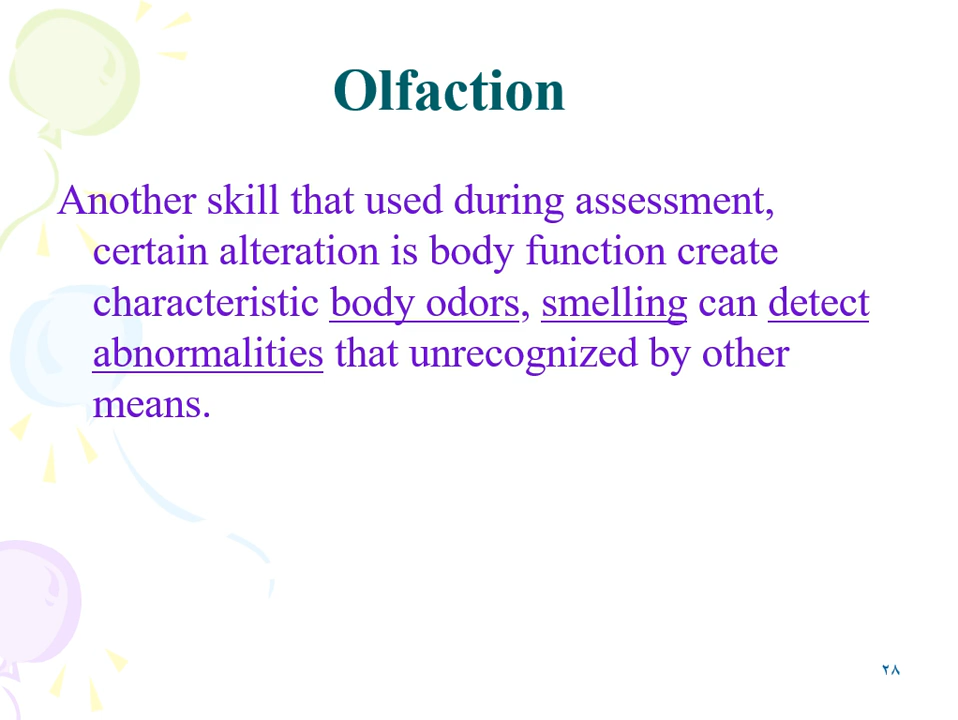 Olfaction
Another skill that used during assessment,
certain alteration is body function create
characteristic body odors, smelling can detect
abnormalities that unrecognized by other
means.
٢٨